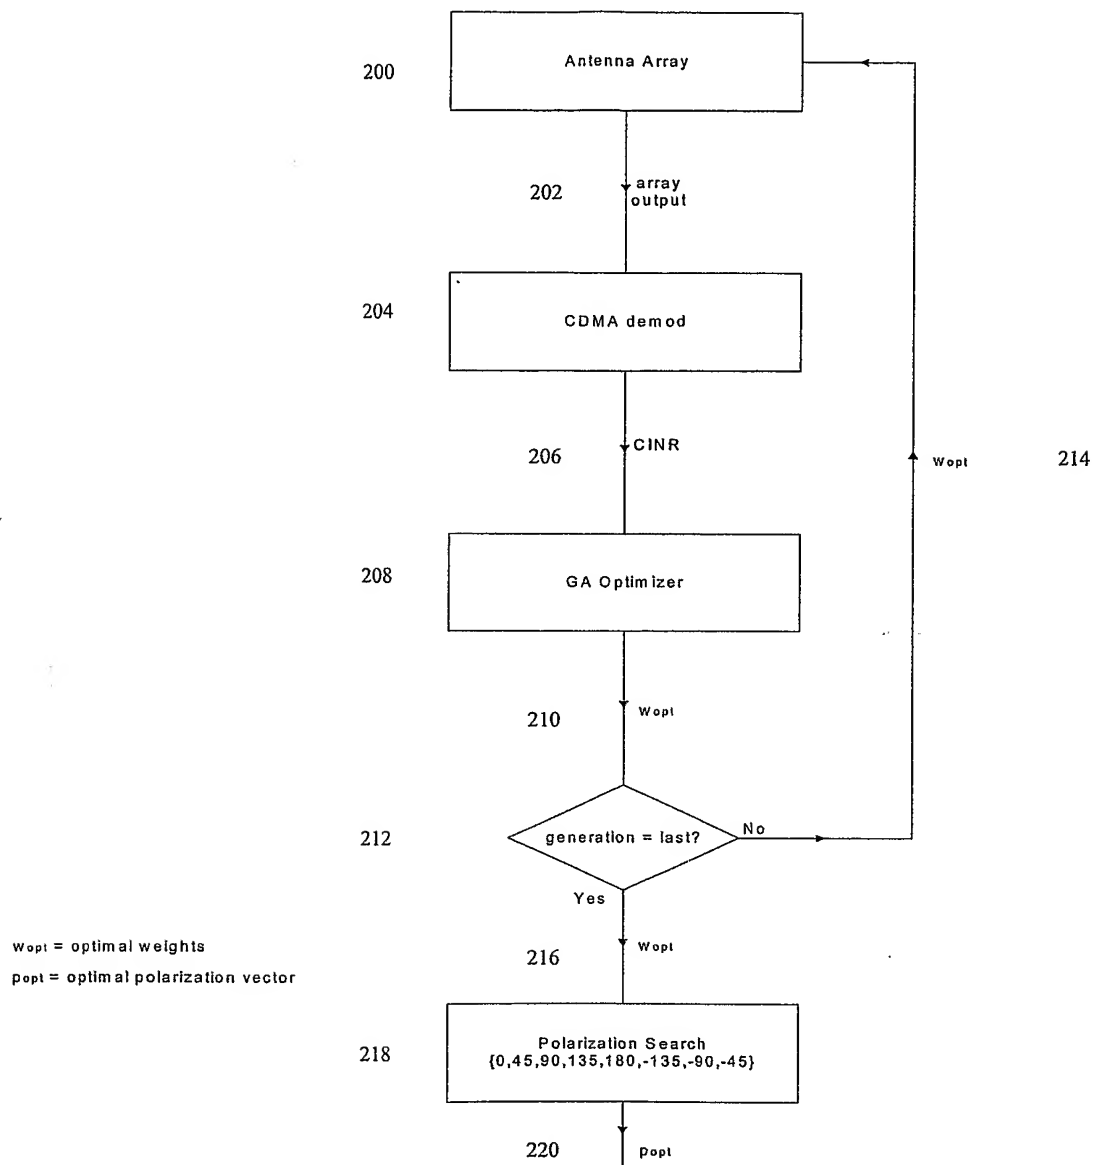 200
Antenna Array
202
array
output
204
CDMA demod
206
CINR
Wopt
214
208
GA Optimizer
210
Wopt
212
generation = last?
No
Yes
Wopt = optimal weights
popt = optimal polarization vector
216
Wopt
218
Polarization Search
{0,45,90,135,180,-135,-90,-45}
220
popt